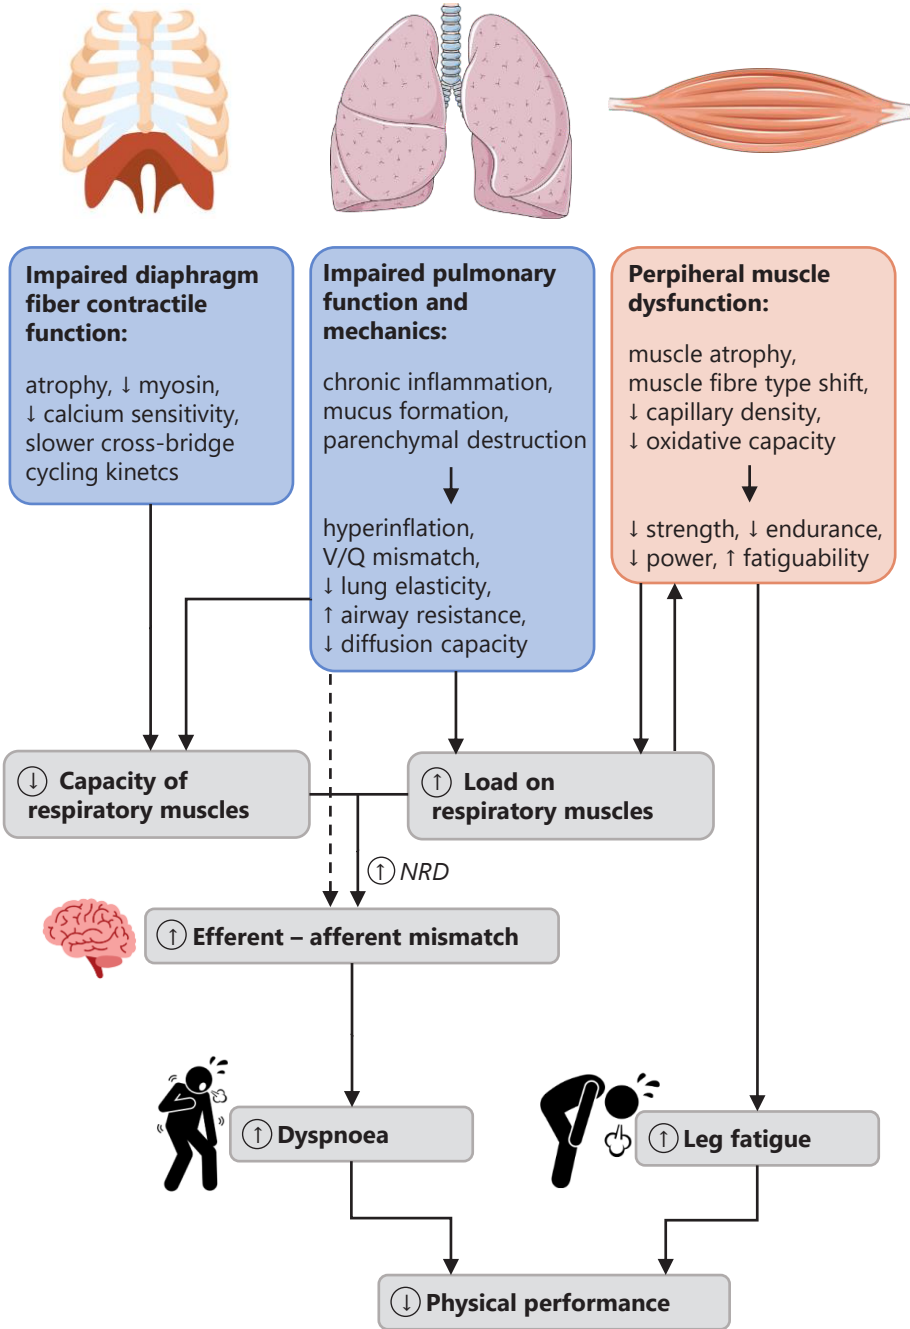 Impaired diaphragm
fiber contractile
function:
atrophy, ↓ myosin,
↓ calcium sensitivity,
slower cross-bridge
cycling kinetcs
Impaired pulmonary
function and
mechanics:
chronic inflammation,
mucus formation,
parenchymal destruction
hyperinflation,
V/Q mismatch,
↓ lung elasticity,
↑ airway resistance,
↓ diffusion capacity
Perpiheral muscle
dysfunction:
muscle atrophy,
muscle fibre type shift,
↓ capillary density,
↓ oxidative capacity
↓ strength, ↓ endurance,
↓ power, ↑ fatiguability
↓ Capacity of
respiratory muscles
↑ Load on
respiratory muscles
↑ NRD
↑ Efferent – afferent mismatch
↑ Dyspnoea
↑ Leg fatigue
↓ Physical performance